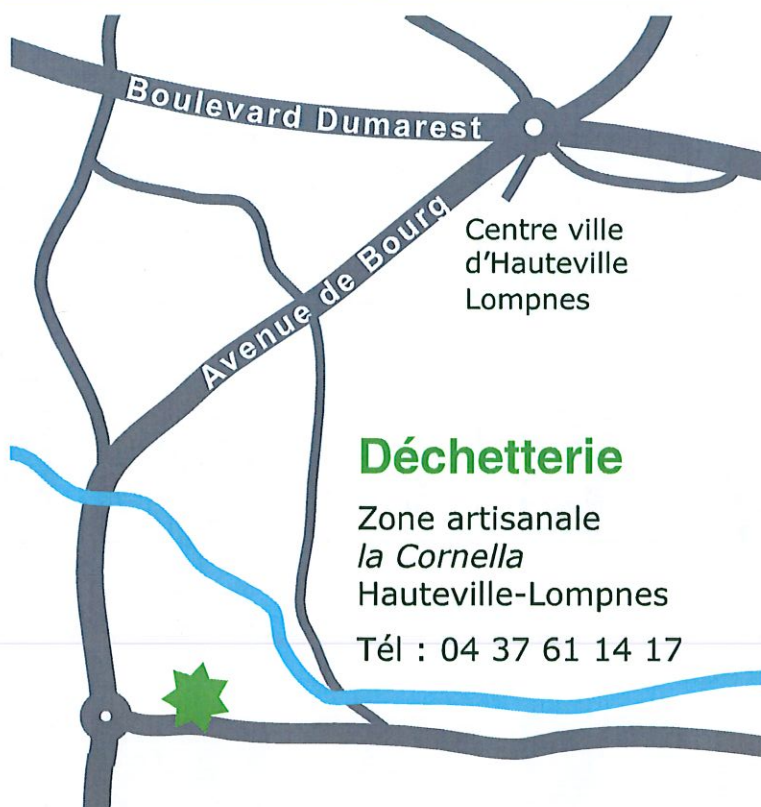 Boulevard Dumarest
Avenue de Bourg
Centre ville
d'Hauteville
Lompnes
Déchetterie
Zone artisanale
la Cornella
Hauteville-Lompnes
Tél : 04 37 61 14 17